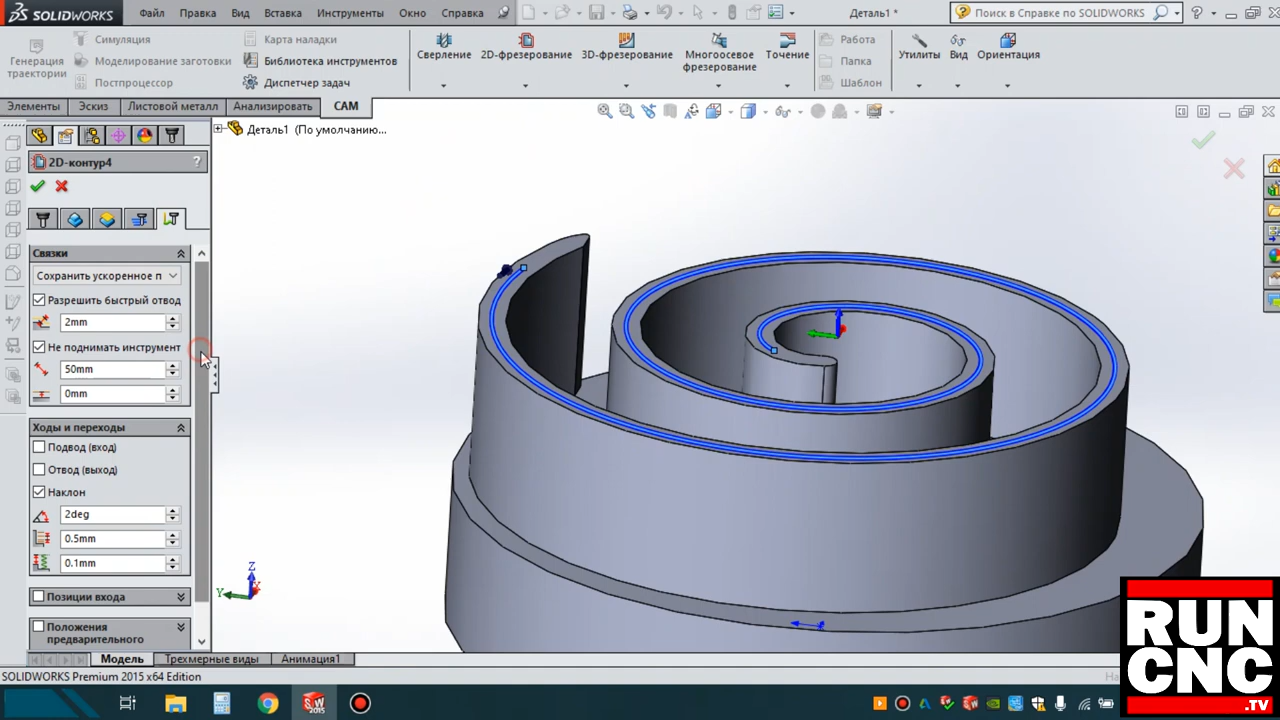 SOLIDWORKS
Файл
Правка
Вид
Вставка
Инструменты
Окно
Справка
Деталь1 *
Поиск в Справке по SOLIDWORKS
Генерация
траектории
Симуляция
Моделирование заготовки
Постпроцессор
Карта наладки
Библиотека инструментов
Диспетчер задач
Сверление
2D-фрезерование
3D-фрезерование
Многоосевое
фрезерование
Точение
Работа
Папка
Шаблон
Утилиты
Вид
Ориентация
Элементы
Эскиз
Листовой металл
Анализировать
CAM
Деталь1 (По умолчанию...
2D-контур4
?
Связки
Сохранить ускоренное п
Разрешить быстрый отвод
2mm
Не поднимать инструмент
50mm
0mm
Ходы и переходы
Подвод (вход)
Отвод (выход)
Наклон
2deg
0.5mm
0.1mm
Позиции входа
Положения
предварительного
Z
Y
X
Модель
Трехмерные виды
Анимация1
SOLIDWORKS Premium 2015 x64 Edition
RUN
CNC
.TV